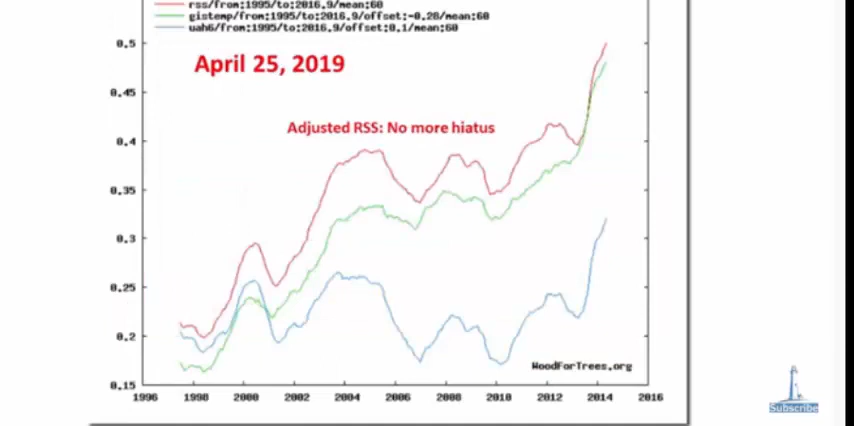 rss/from:1995/to:2016.9/mean:60
gistemp/from:1995/to:2016.9/offset:-0.28/mean:60
uah6/from:1995/to:2016.9/offset:0.1/mean:60
April 25, 2019
Adjusted RSS: No more hiatus
0.5
0.45
0.4
0.35
0.3
0.25
0.2
0.15
WoodForTrees.org
1996 1998 2000 2002 2004 2006 2008 2010 2012 2014 2016
Subscribe